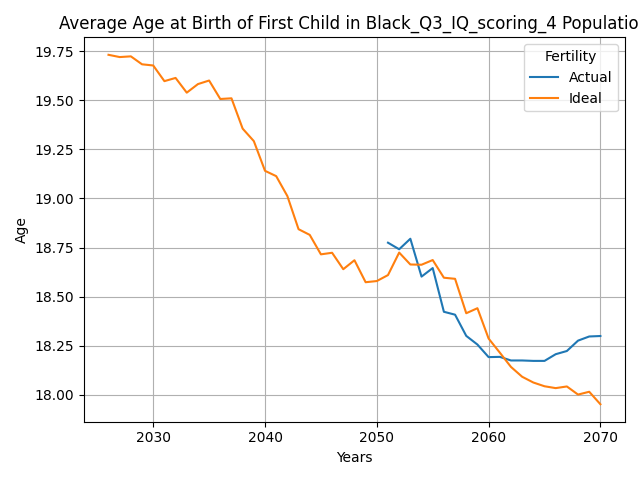 Average Age at Birth of First Child in Black_Q3_IQ_scoring_4 Populatio
Fertility
Actual
Ideal
19.75
19.50
19.25
19.00
18.75
18.50
18.25
18.00
Age
2030 2040 2050 2060 2070
Years